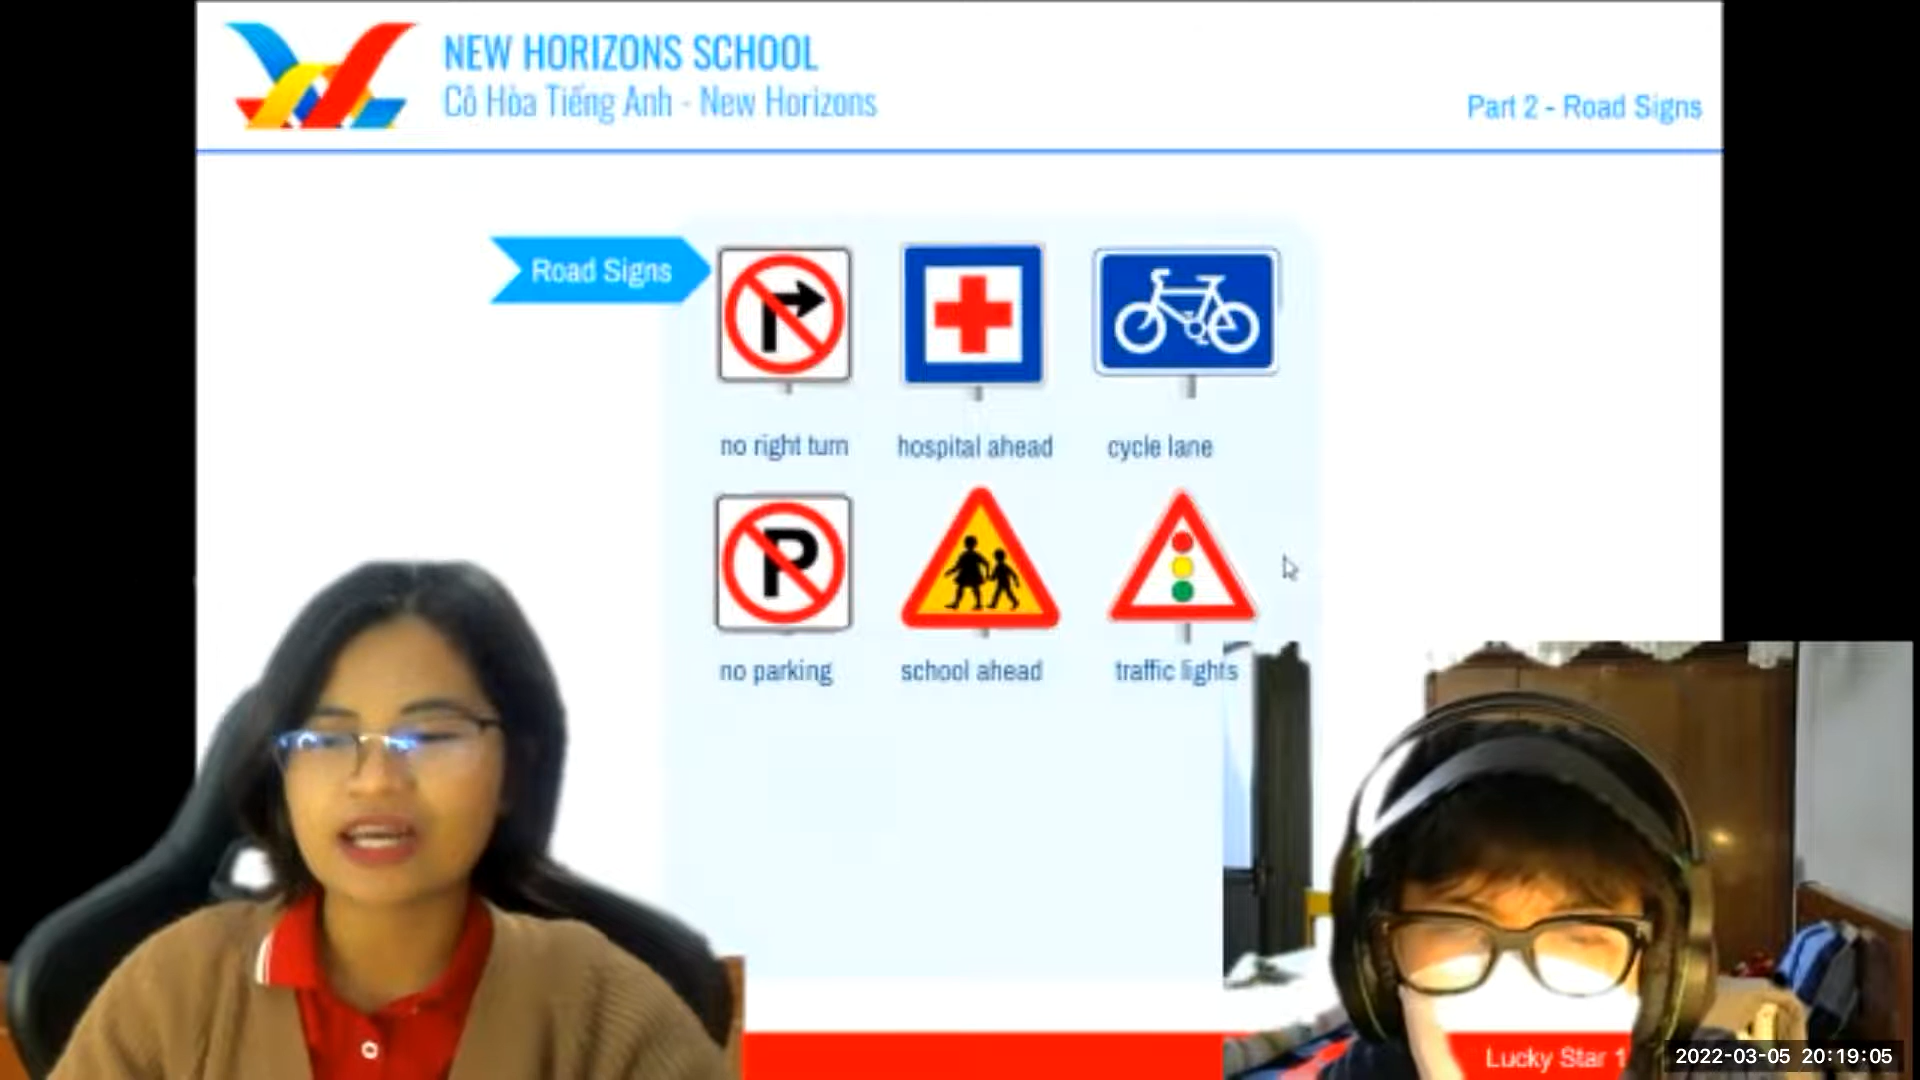 NEW HORIZONS SCHOOL
Cô Hòa Tiếng Anh - New Horizons
Part 2 - Road Signs
Road Signs
no right turn
hospital ahead
cycle lane
P
no parking
school ahead
traffic lights
Lucky Star 1
2022-03-05 20:19:05